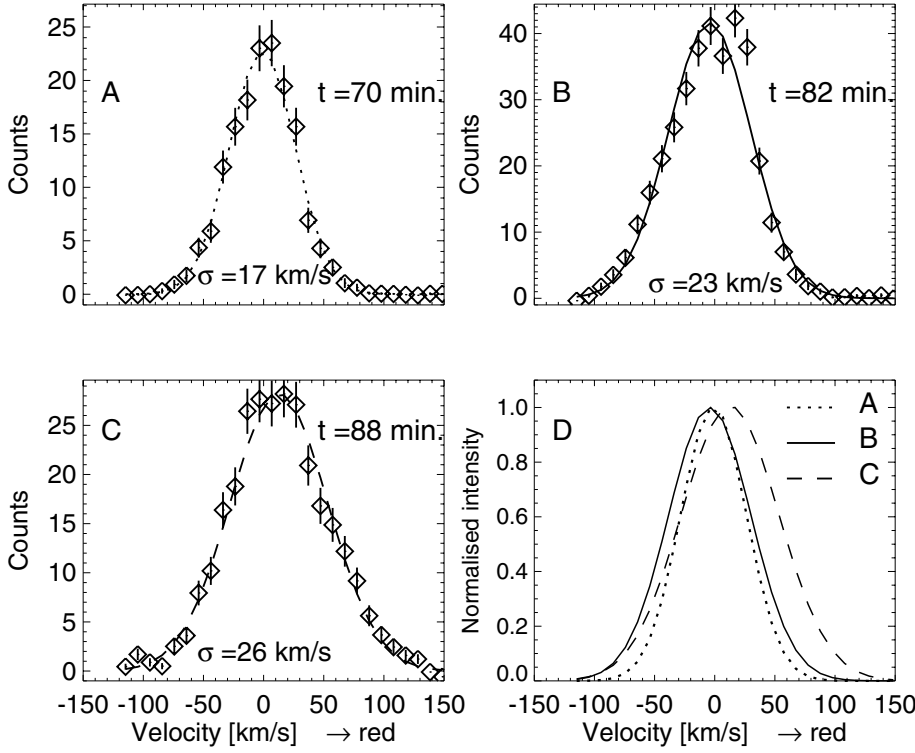 25
20
15
10
5
0
Counts
A
t =70 min.
σ =17 km/s
40
30
20
10
0
Counts
B
t =82 min.
σ =23 km/s
25
20
15
10
5
0
Counts
C
t =88 min.
σ =26 km/s
-150 -100 -50 0 50 100
Velocity [km/s] → red
1.0
0.8
0.6
0.4
0.2
0.0
Normalised intensity
D
A
B
C
-150 -100 -50 0 50 100 150
Velocity [km/s] → red